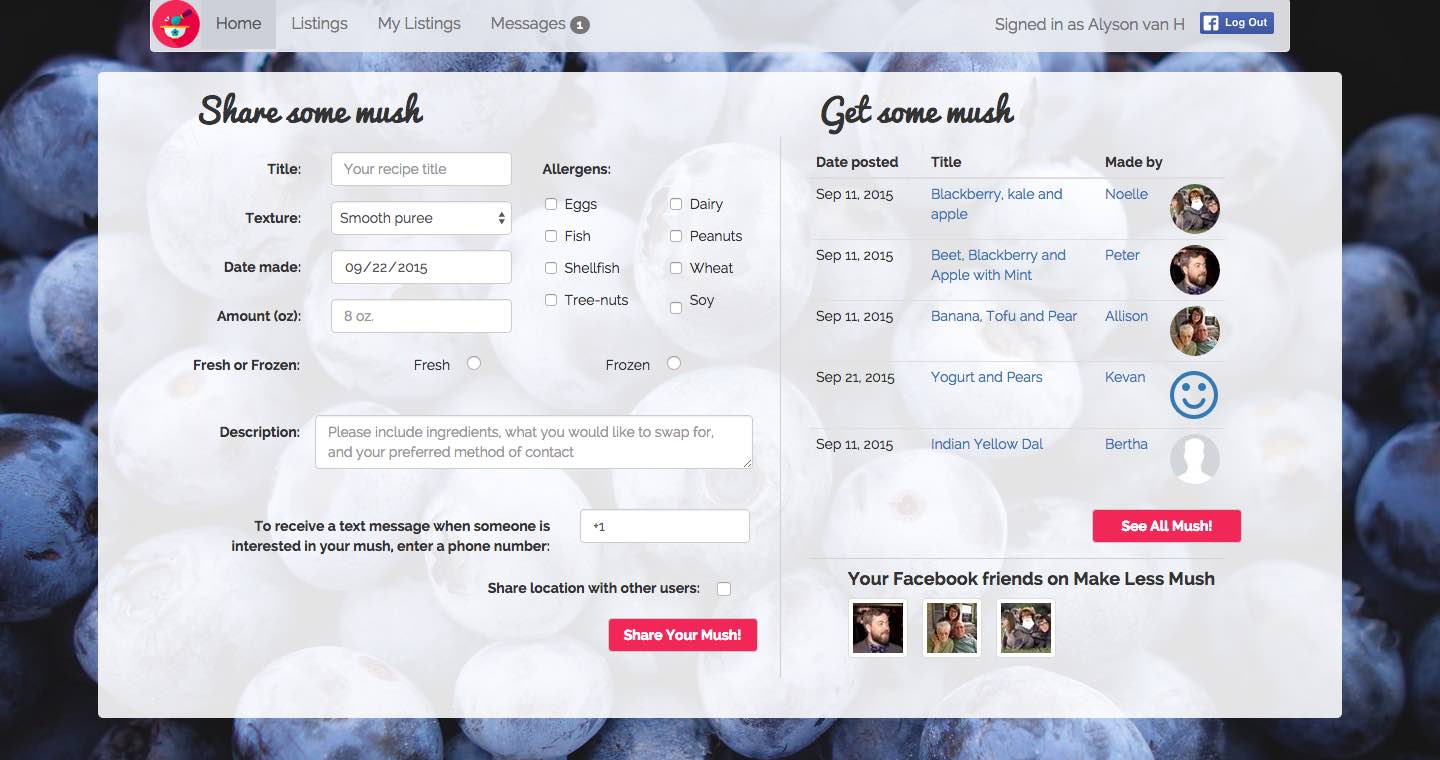 Home Listings My Listings Messages 1 Signed in as Alyson van H Log Out
Share some mush
Title: Your recipe title
Texture: Smooth puree
Date made: 09/22/2015
Amount (oz): 8 oz.
Allergens:
Eggs Dairy
Fish Peanuts
Shellfish Wheat
Tree-nuts Soy
Fresh or Frozen: Fresh Frozen
Description: Please include ingredients, what you would like to swap for,
and your preferred method of contact
To receive a text message when someone is
interested in your mush, enter a phone number:
+1
Share location with other users:
Share Your Mush!
Get some mush
Date posted Title Made by
Sep 11, 2015 Blackberry, kale and Noelle
apple
Sep 11, 2015 Beet, Blackberry and Peter
Apple with Mint
Sep 11, 2015 Banana, Tofu and Pear Allison
Sep 21, 2015 Yogurt and Pears Kevan
Sep 11, 2015 Indian Yellow Dal Bertha
See All Mush!
Your Facebook friends on Make Less Mush